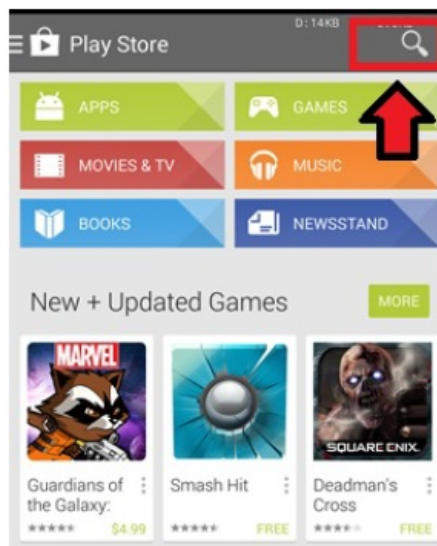 D: 14KB
Play Store
APPS
GAMES
MOVIES & TV
MUSIC
BOOKS
NEWSSTAND
New + Updated Games
MORE
MARVEL
SQUARE ENIX.
Guardians of
the Galaxy:
Smash Hit
Deadman's
Cross
$4.99
FREE
FREE